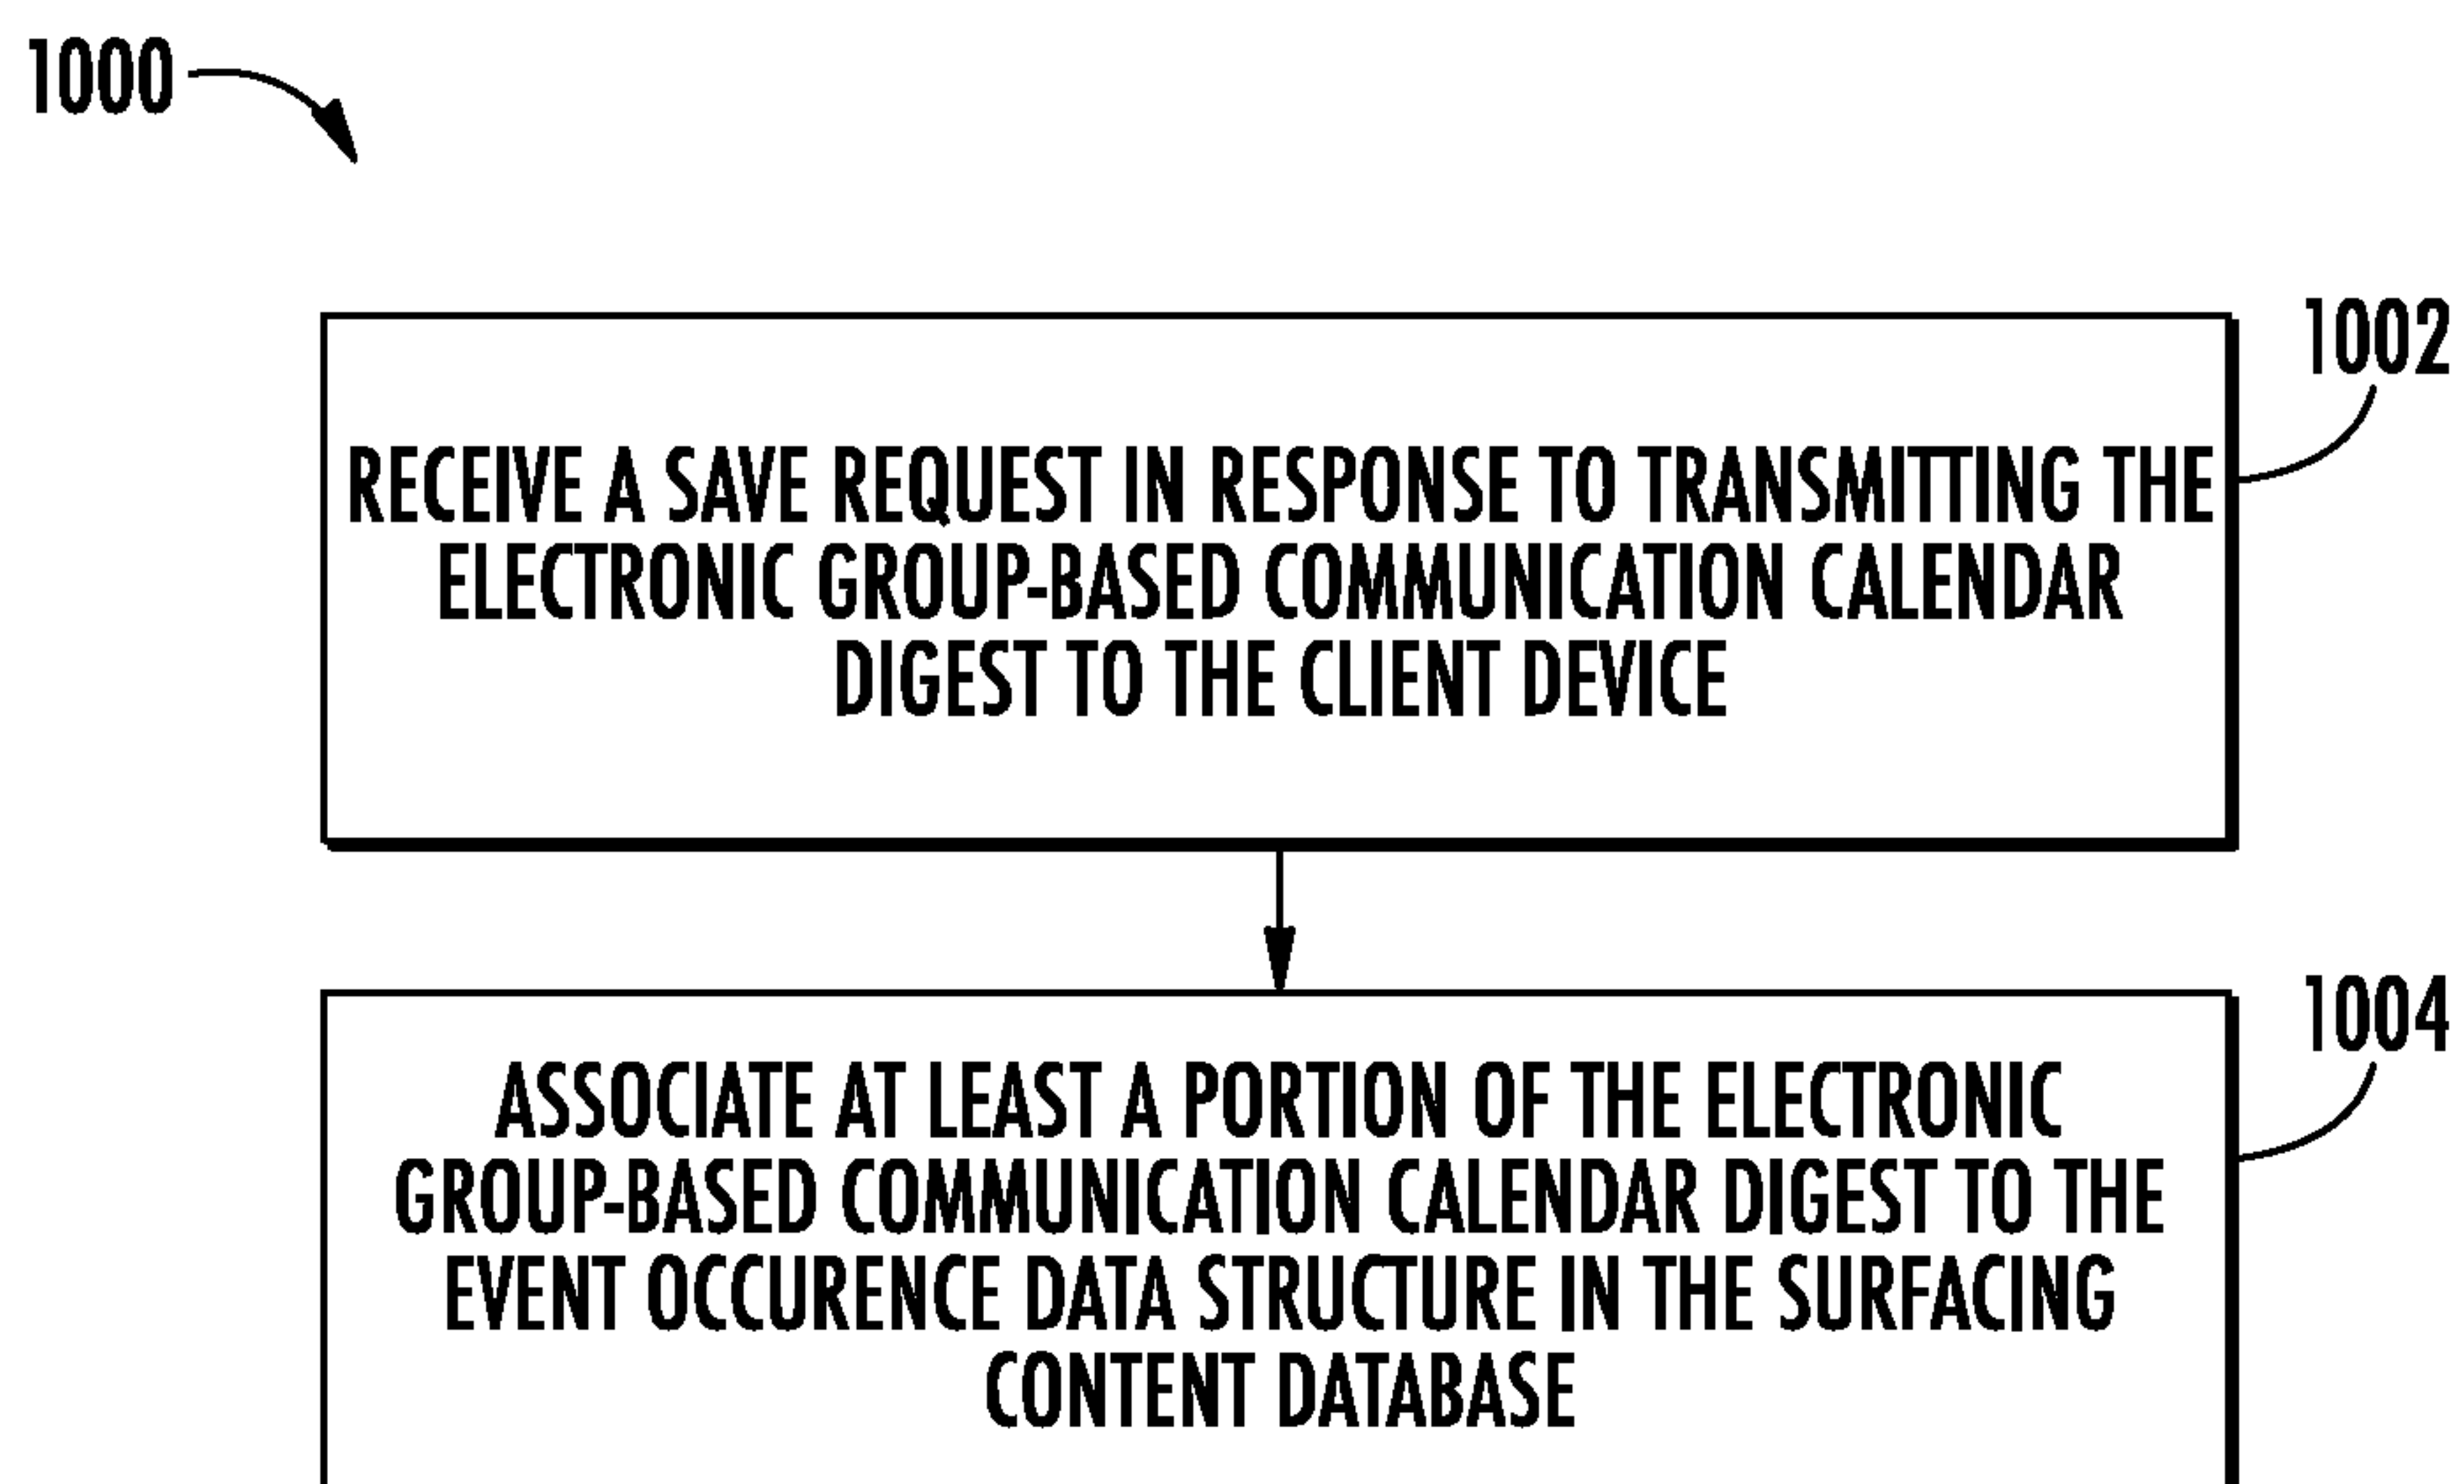 1000
1002
RECEIVE A SAVE REQUEST IN RESPONSE TO TRANSMITTING THE
ELECTRONIC GROUP-BASED COMMUNICATION CALENDAR
DIGEST TO THE CLIENT DEVICE
1004
ASSOCIATE AT LEAST A PORTION OF THE ELECTRONIC
GROUP-BASED COMMUNICATION CALENDAR DIGEST TO THE
EVENT OCCURENCE DATA STRUCTURE IN THE SURFACING
CONTENT DATABASE